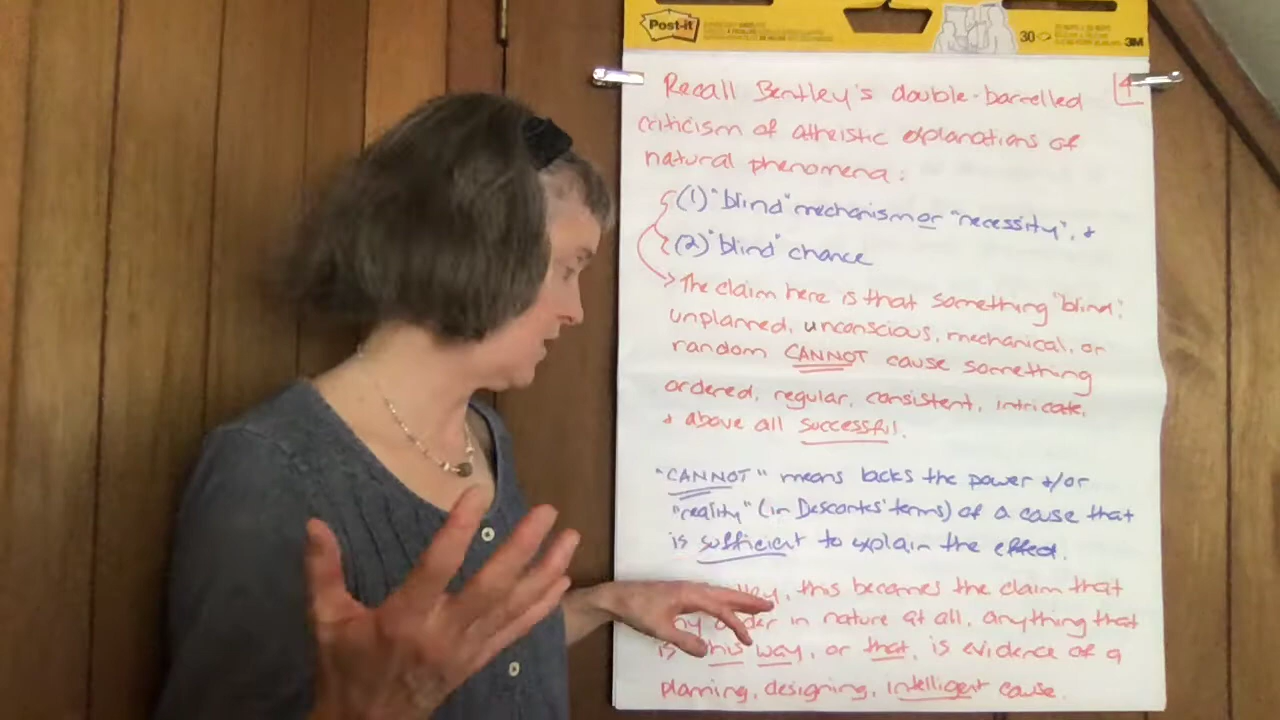 Post-it
30
3M
4
Recall Bentley's double-barrelled
criticism of atheistic explanations of
natural phenomena:
(1) "blind" mechanism or "necessity", +
(2) "blind" chance
The claim here is that something "blind",
unplanned, unconscious, mechanical, or
random CANNOT cause something
ordered, regular, consistent, intricate,
+ above all successful.
"CANNOT" means lacks the power +/or
"reality" (in Descartes' terms) of a cause that
is sufficient to explain the effect.
this becomes the claim that
order in nature at all, anything that
is this way, or that, is evidence of a
planning, designing, intelligent cause.